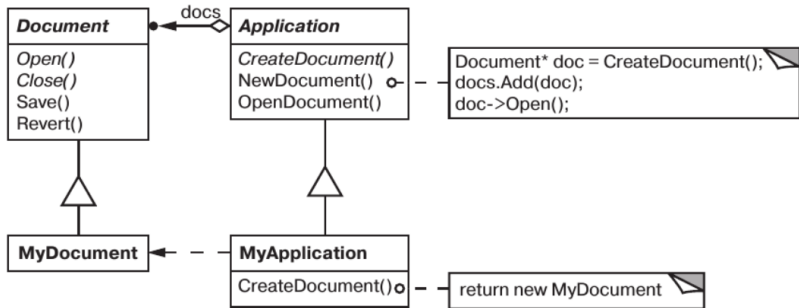 docs
Document
Open()
Close()
Save()
Revert()
Application
CreateDocument()
NewDocument()
OpenDocument()
Document* doc = CreateDocument();
docs.Add(doc);
doc->Open();
MyDocument
MyApplication
CreateDocument()
return new MyDocument